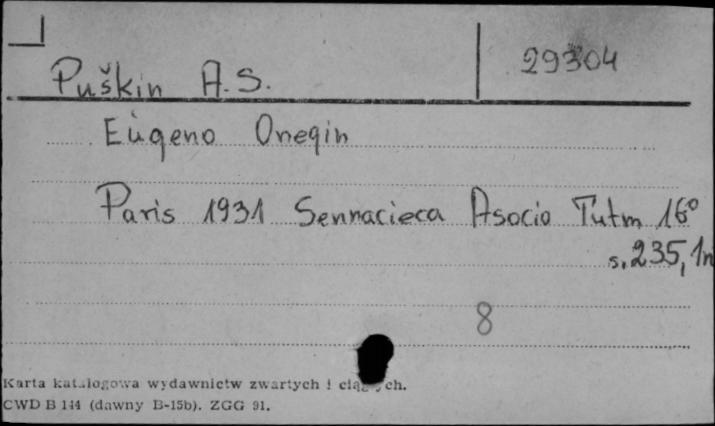 Puškin A.S.
29304
Eŭgeno Onegin
Paris 1931 Sennacieca Asocio Tutm 16°
s. 235, 1n
8
Karta katalogowa wydawnictw zwartych i ciągłych.
CWD B 144 (dawny B-15b). ZGG 91.